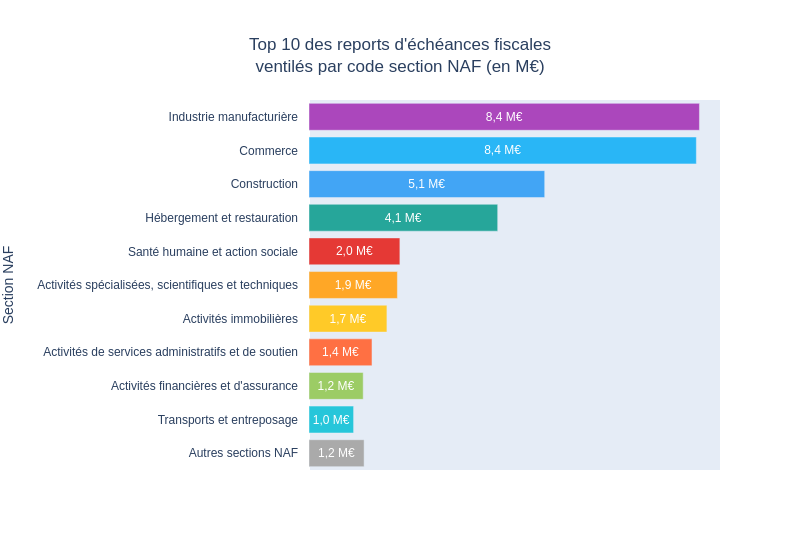 Top 10 des reports d'échéances fiscales
ventilés par code section NAF (en M€)
Section NAF
Industrie manufacturière 8,4 M€
Commerce 8,4 M€
Construction 5,1 M€
Hébergement et restauration 4,1 M€
Santé humaine et action sociale 2,0 M€
Activités spécialisées, scientifiques et techniques 1,9 M€
Activités immobilières 1,7 M€
Activités de services administratifs et de soutien 1,4 M€
Activités financières et d'assurance 1,2 M€
Transports et entreposage 1,0 M€
Autres sections NAF 1,2 M€